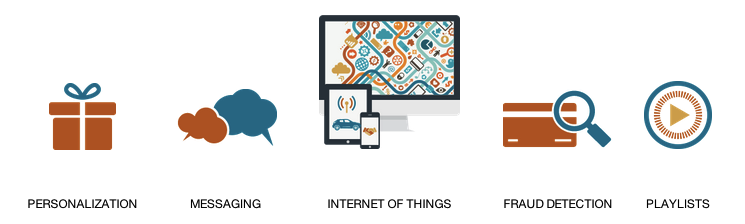 PERSONALIZATION MESSAGING INTERNET OF THINGS FRAUD DETECTION PLAYLISTS